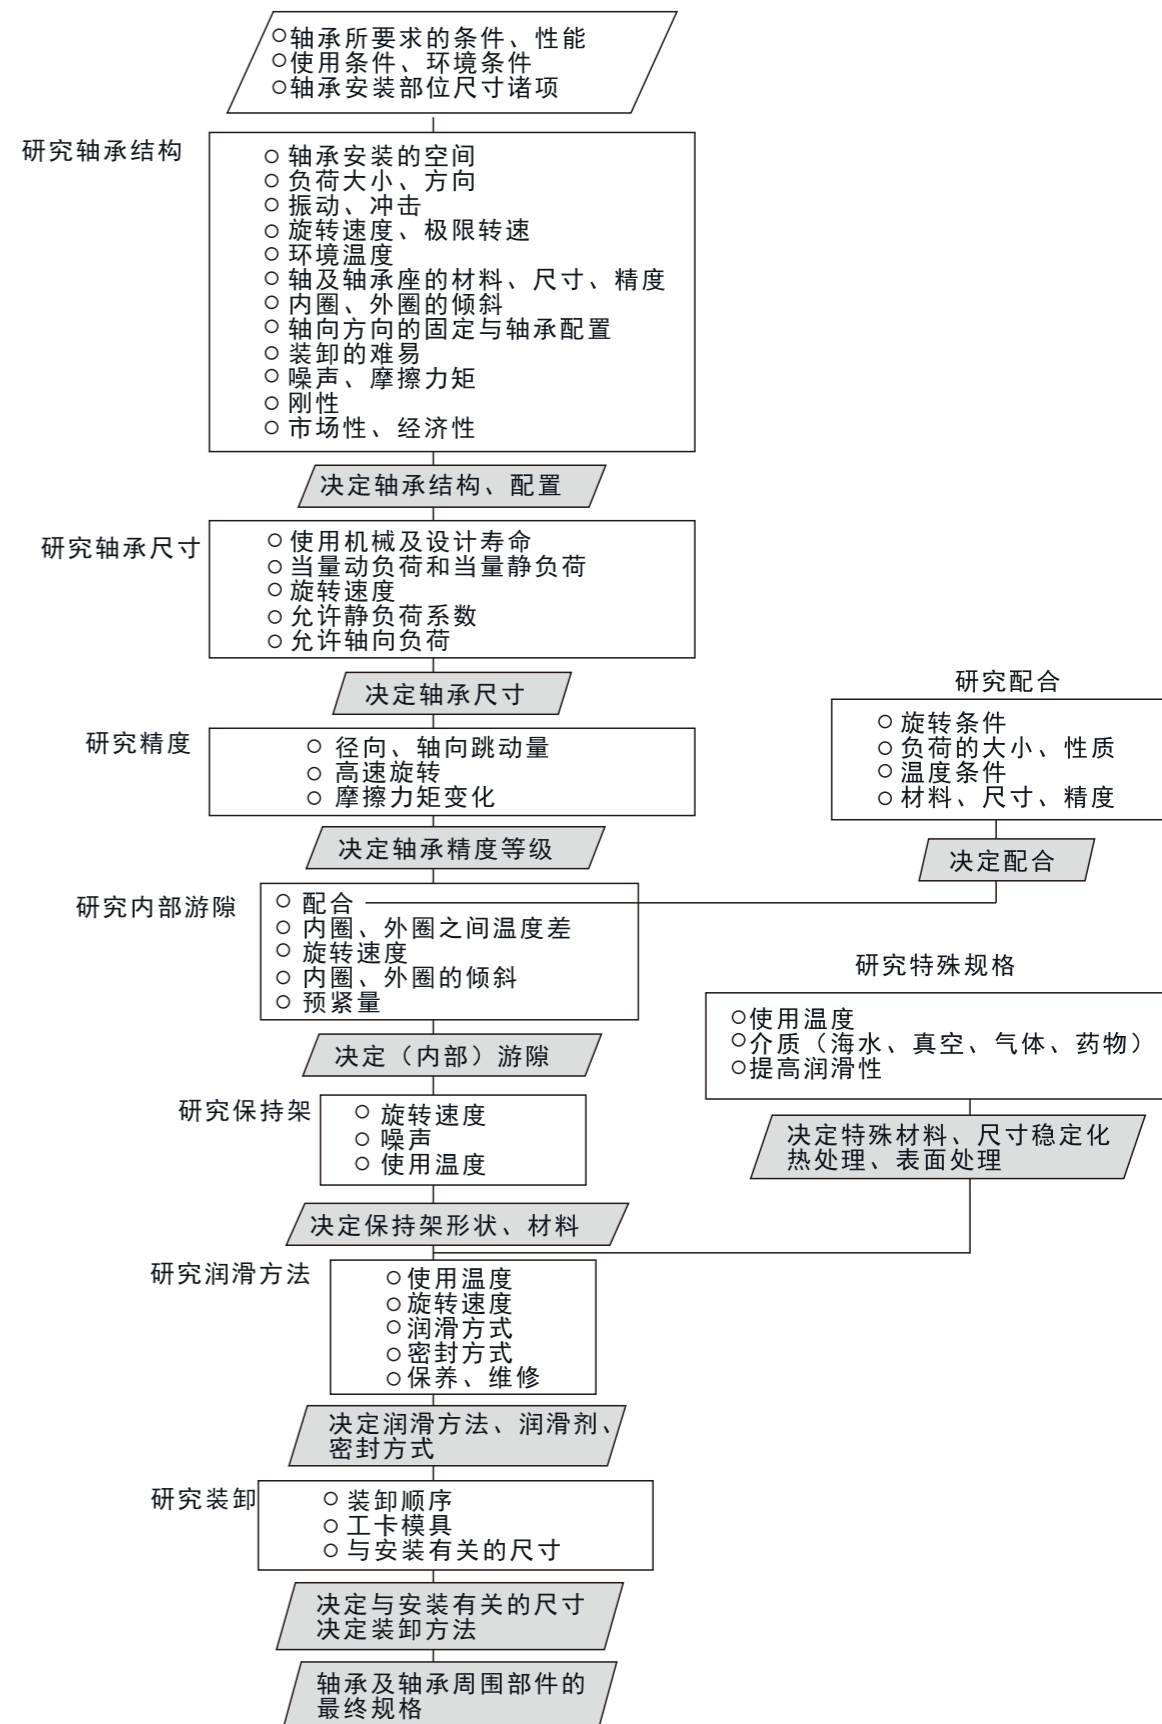 ○轴承所要求的条件、性能
○使用条件、环境条件
○轴承安装部位尺寸诸项
研究轴承结构
○ 轴承安装的空间
○ 负荷大小、方向
○ 振动、冲击
○ 旋转速度、极限转速
○ 环境温度
○ 轴及轴承座的材料、尺寸、精度
○ 内圈、外圈的倾斜
○ 轴向方向的固定与轴承配置
○ 装卸的难易
○ 噪声、摩擦力矩
○ 刚性
○ 市场性、经济性
决定轴承结构、配置
研究轴承尺寸
○ 使用机械及设计寿命
○ 当量动负荷和当量静负荷
○ 旋转速度
○ 允许静负荷系数
○ 允许轴向负荷
决定轴承尺寸
研究精度
○ 径向、轴向跳动量
○ 高速旋转
○ 摩擦力矩变化
决定轴承精度等级
研究配合
○ 旋转条件
○ 负荷的大小、性质
○ 温度条件
○ 材料、尺寸、精度
决定配合
研究内部游隙
○ 配合
○ 内圈、外圈之间温度差
○ 旋转速度
○ 内圈、外圈的倾斜
○ 预紧量
决定（内部）游隙
研究特殊规格
○使用温度
○介质（海水、真空、气体、药物）
○提高润滑性
决定特殊材料、尺寸稳定化
热处理、表面处理
研究保持架
○ 旋转速度
○ 噪声
○ 使用温度
决定保持架形状、材料
研究润滑方法
○使用温度
○旋转速度
○润滑方式
○密封方式
○保养、维修
决定润滑方法、润滑剂、
密封方式
研究装卸
○ 装卸顺序
○ 工卡模具
○ 与安装有关的尺寸
决定与安装有关的尺寸
决定装卸方法
轴承及轴承周围部件的
最终规格